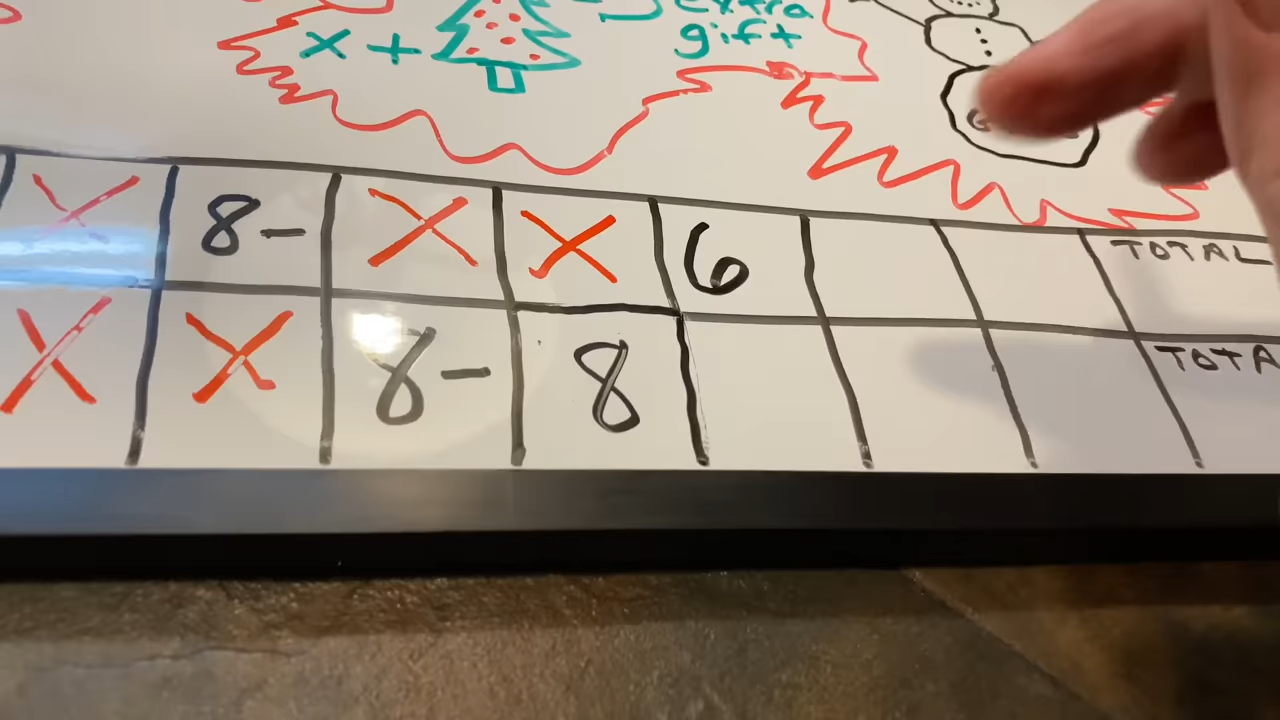 extra
x + gift
G
X 8- X X 6 TOTAL
X X 8- 8 TOTA